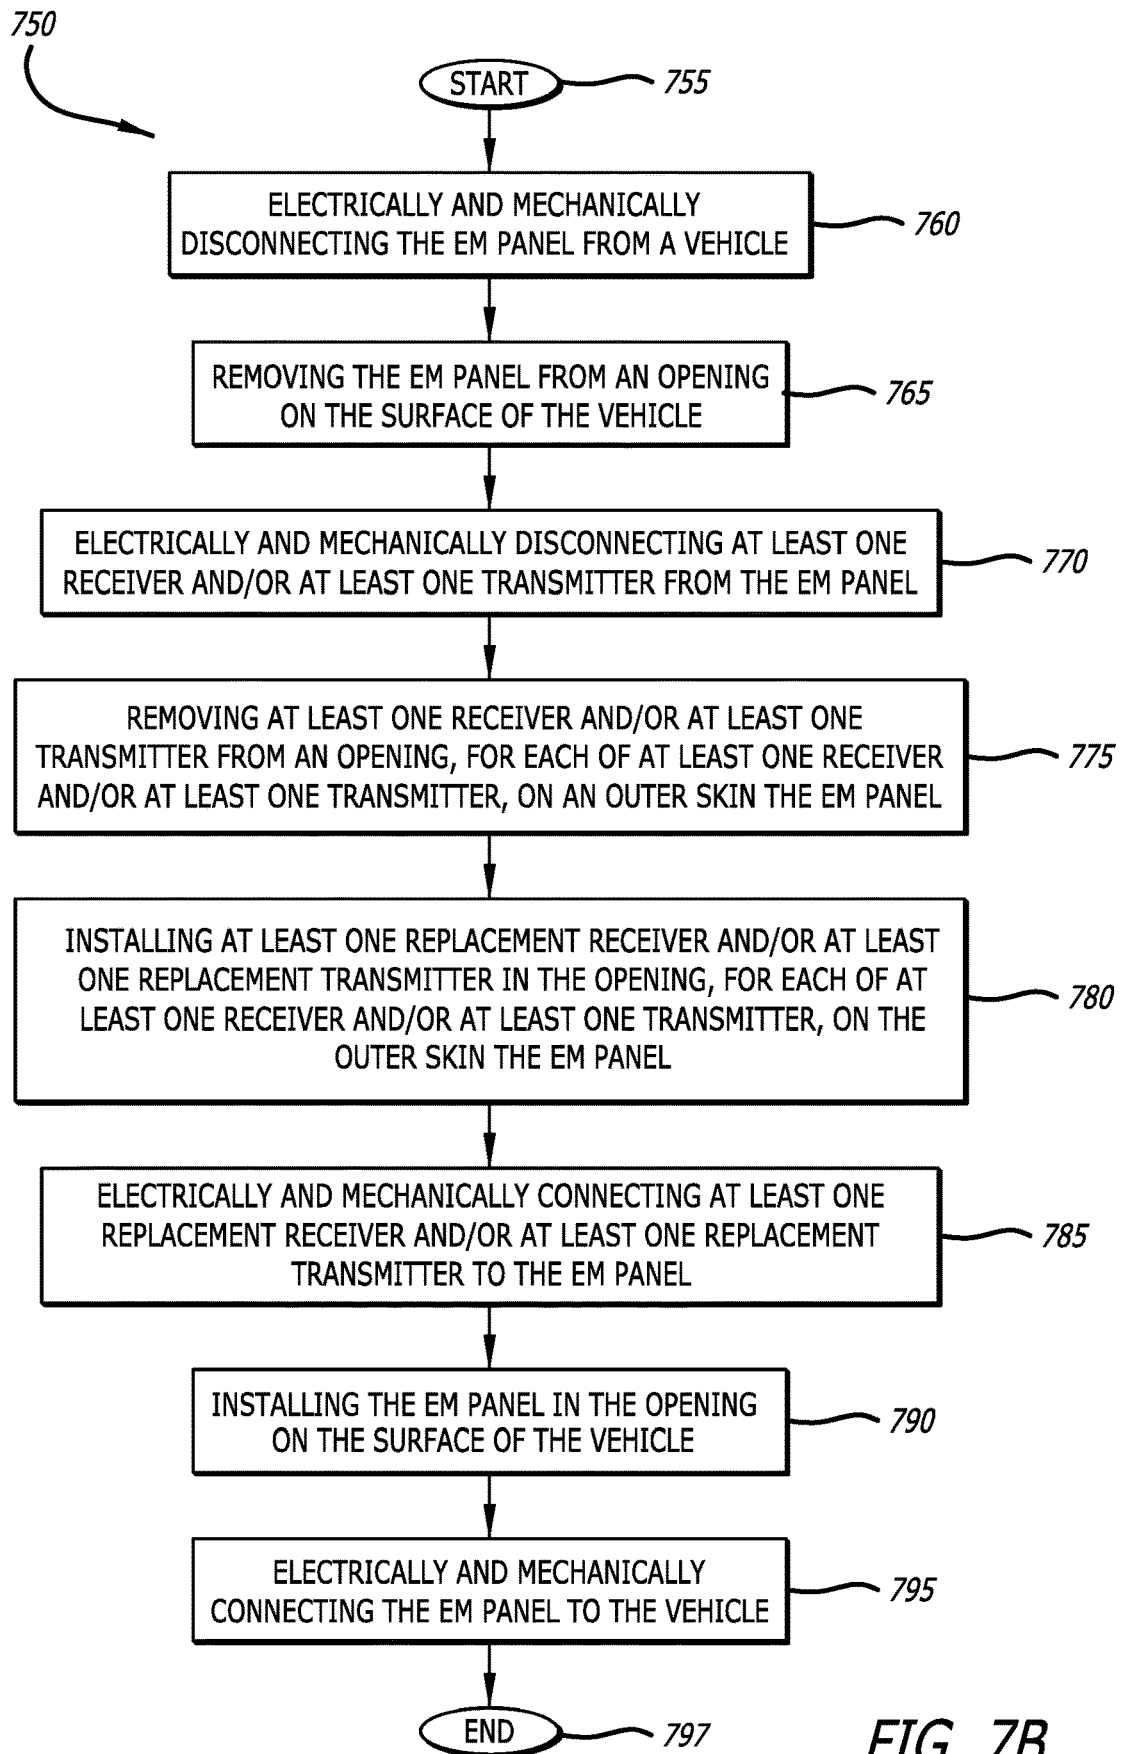 750
START
755
ELECTRICALLY AND MECHANICALLY
DISCONNECTING THE EM PANEL FROM A VEHICLE
760
REMOVING THE EM PANEL FROM AN OPENING
ON THE SURFACE OF THE VEHICLE
765
ELECTRICALLY AND MECHANICALLY DISCONNECTING AT LEAST ONE
RECEIVER AND/OR AT LEAST ONE TRANSMITTER FROM THE EM PANEL
770
REMOVING AT LEAST ONE RECEIVER AND/OR AT LEAST ONE
TRANSMITTER FROM AN OPENING, FOR EACH OF AT LEAST ONE RECEIVER
AND/OR AT LEAST ONE TRANSMITTER, ON AN OUTER SKIN THE EM PANEL
775
INSTALLING AT LEAST ONE REPLACEMENT RECEIVER AND/OR AT LEAST
ONE REPLACEMENT TRANSMITTER IN THE OPENING, FOR EACH OF AT
LEAST ONE RECEIVER AND/OR AT LEAST ONE TRANSMITTER, ON THE
OUTER SKIN THE EM PANEL
780
ELECTRICALLY AND MECHANICALLY CONNECTING AT LEAST ONE
REPLACEMENT RECEIVER AND/OR AT LEAST ONE REPLACEMENT
TRANSMITTER TO THE EM PANEL
785
INSTALLING THE EM PANEL IN THE OPENING
ON THE SURFACE OF THE VEHICLE
790
ELECTRICALLY AND MECHANICALLY
CONNECTING THE EM PANEL TO THE VEHICLE
795
END
797
FIG. 7B